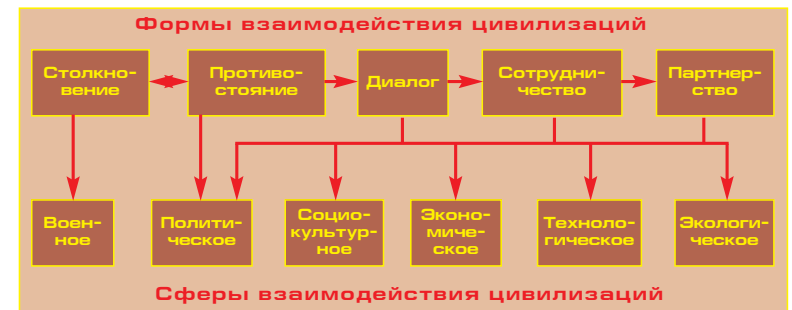 Формы взаимодействия цивилизаций
Столкно-
вение
Противо-
стояние
Диалог
Сотрудни-
чество
Партнер-
ство
Воен-
ное
Полити-
ческое
Социо-
культур-
ное
Эконо-
миче-
ское
Техноло-
гическое
Экологи-
ческое
Сферы взаимодействия цивилизаций